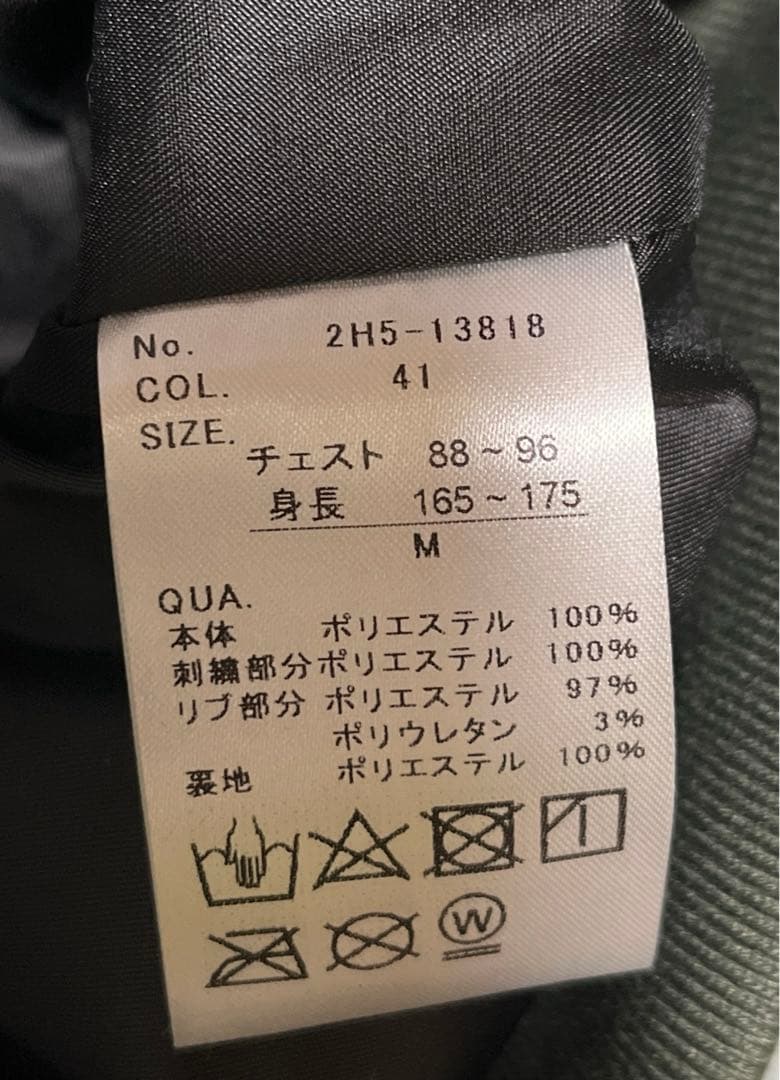 No. 2H5-13818
COL. 41
SIZE.
チェスト 88~96
身長 165~175
M
QUA.
本体 ポリエステル 100%
刺繍部分ポリエステル 100%
リブ部分 ポリエステル 97%
ポリウレタン 3%
裏地 ポリエステル 100%
W